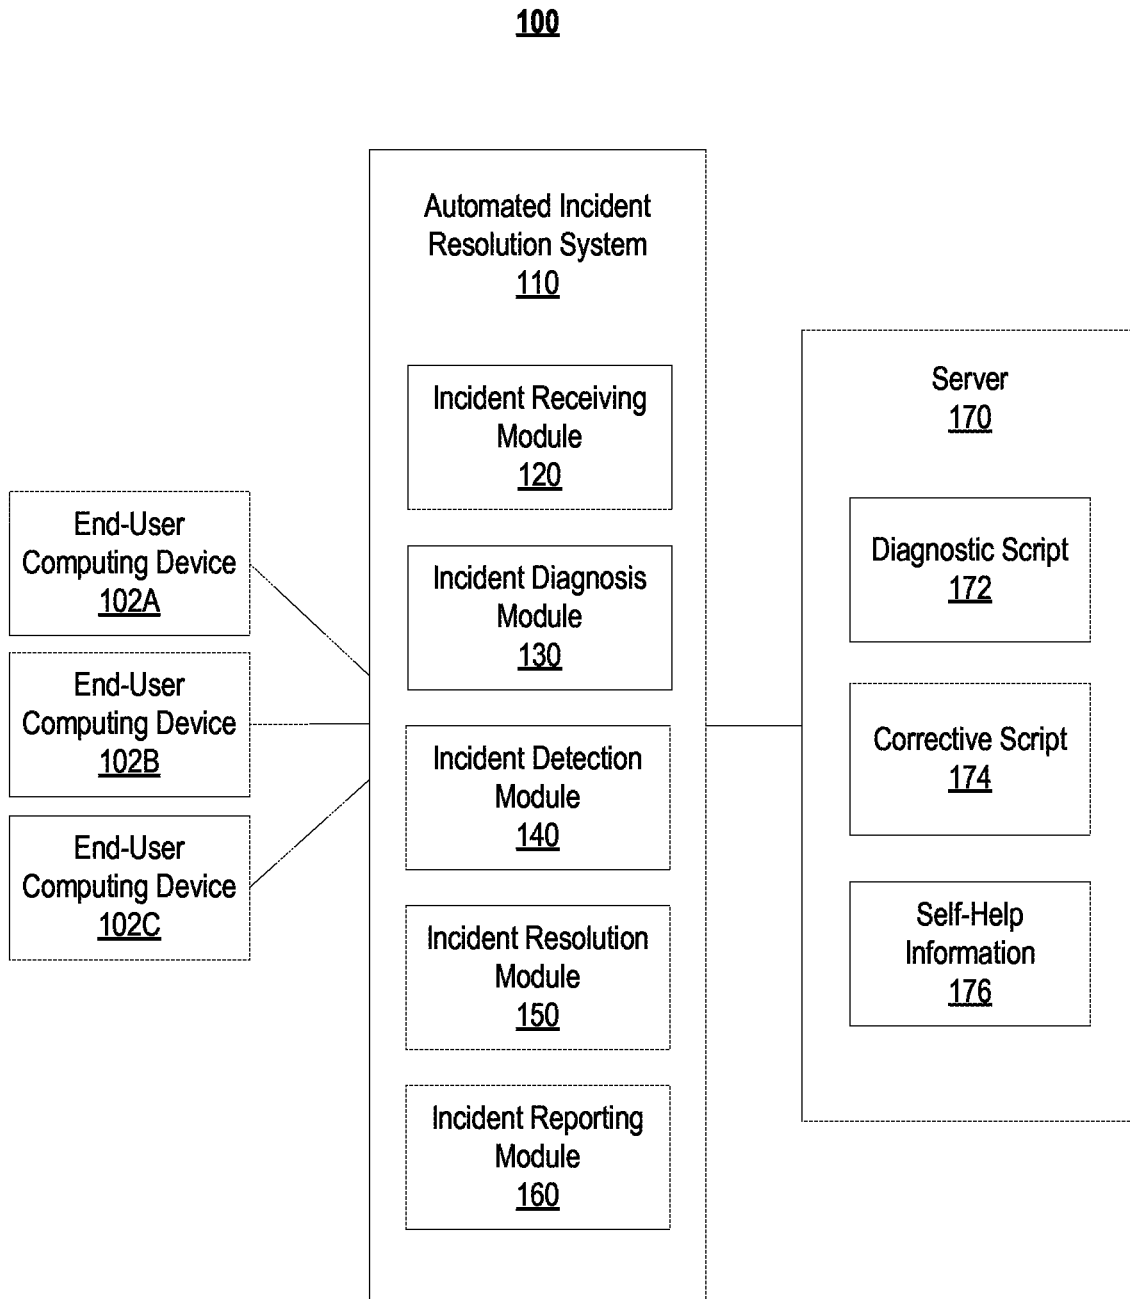 100
Automated Incident
Resolution System
110
Incident Receiving
Module
120
Incident Diagnosis
Module
130
Incident Detection
Module
140
Incident Resolution
Module
150
Incident Reporting
Module
160
End-User
Computing Device
102A
End-User
Computing Device
102B
End-User
Computing Device
102C
Server
170
Diagnostic Script
172
Corrective Script
174
Self-Help
Information
176